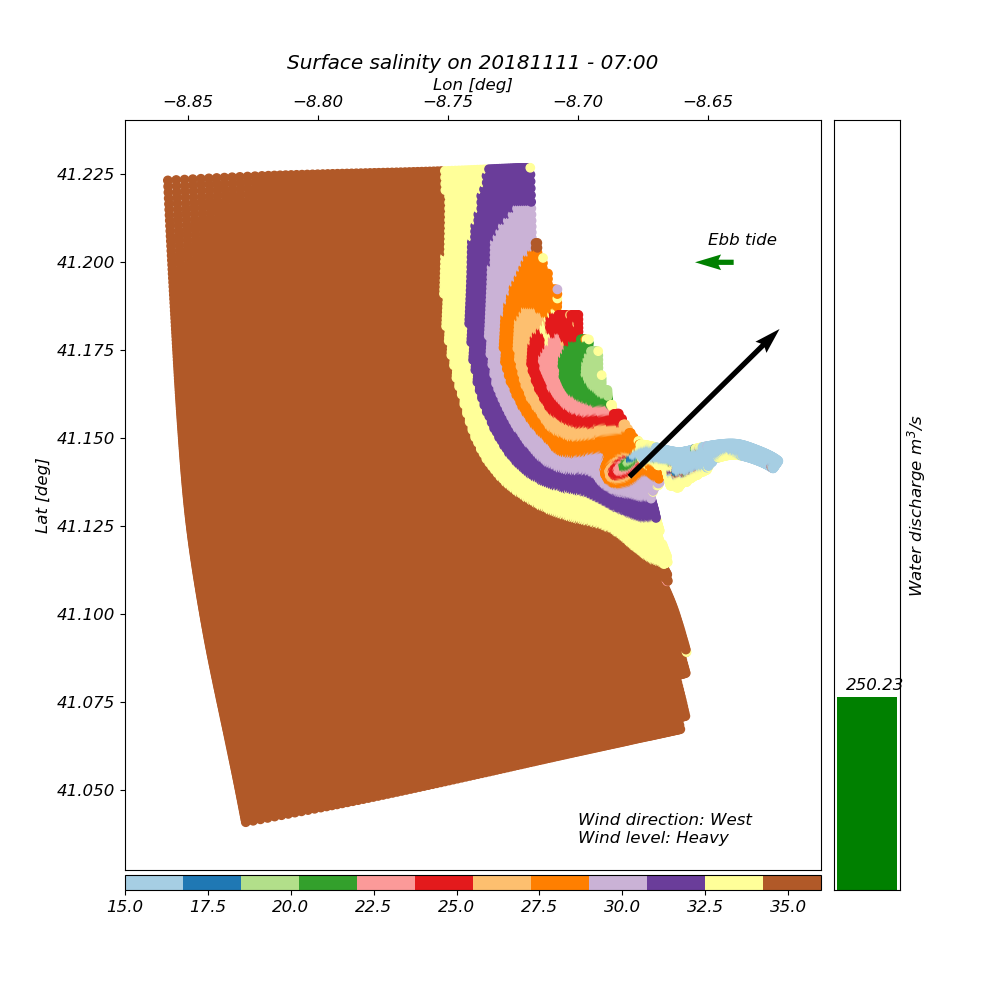 Surface salinity on 20181111 - 07:00
Lon [deg]
−8.85 −8.80 −8.75 −8.70 −8.65
41.225
41.200
41.175
41.150
41.125
41.100
41.075
41.050
Lat [deg]
Ebb tide
Water discharge m³/s
250.23
Wind direction: West
Wind level: Heavy
15.0 17.5 20.0 22.5 25.0 27.5 30.0 32.5 35.0